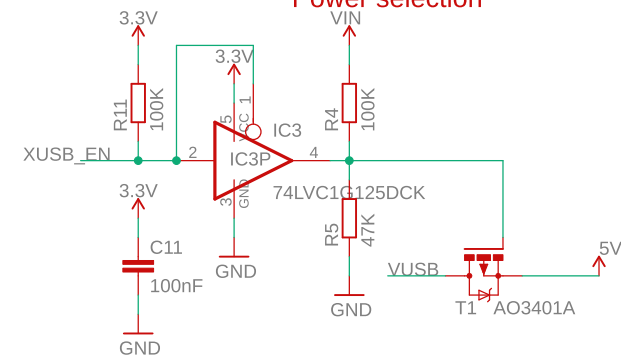 Power selection
3.3V
VIN
3.3V
R11
100K
5
VCC
1
R4
100K
IC3
XUSB_EN
2
IC3P
4
3.3V
3
GND
74LVC1G125DCK
R5
47K
C11
100nF
GND
GND
VUSB
5V
T1
AO3401A
GND